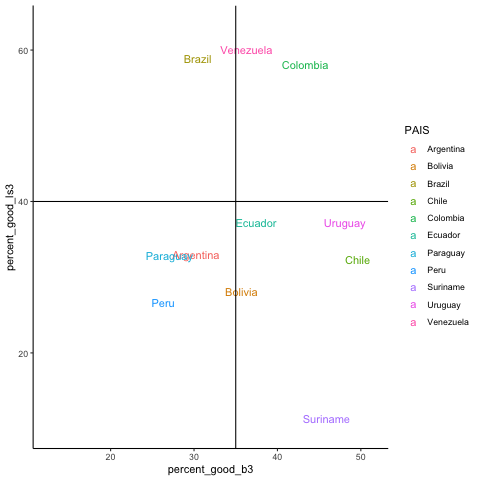 60
40
20
percent_good_ls3
Venezuela
Brazil
Colombia
Ecuador
Uruguay
Paraguay
Argentina
Chile
Bolivia
Peru
Suriname
20
30
40
50
percent_good_b3
PAIS
a Argentina
a Bolivia
a Brazil
a Chile
a Colombia
a Ecuador
a Paraguay
a Peru
a Suriname
a Uruguay
a Venezuela